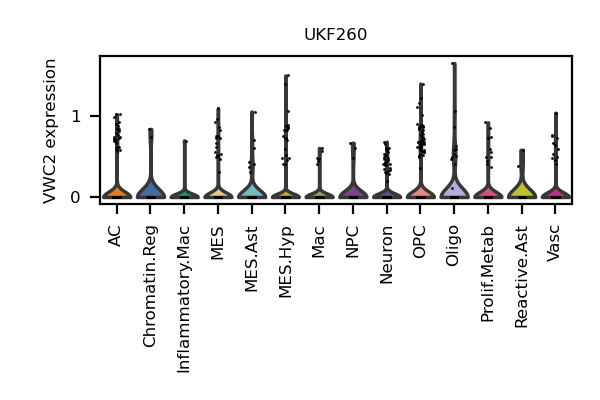 UKF260
VWC2 expression
1
0
AC
Chromatin.Reg
Inflammatory.Mac
MES
MES.Ast
MES.Hyp
Mac
NPC
Neuron
OPC
Oligo
Prolif.Metab
Reactive.Ast
Vasc